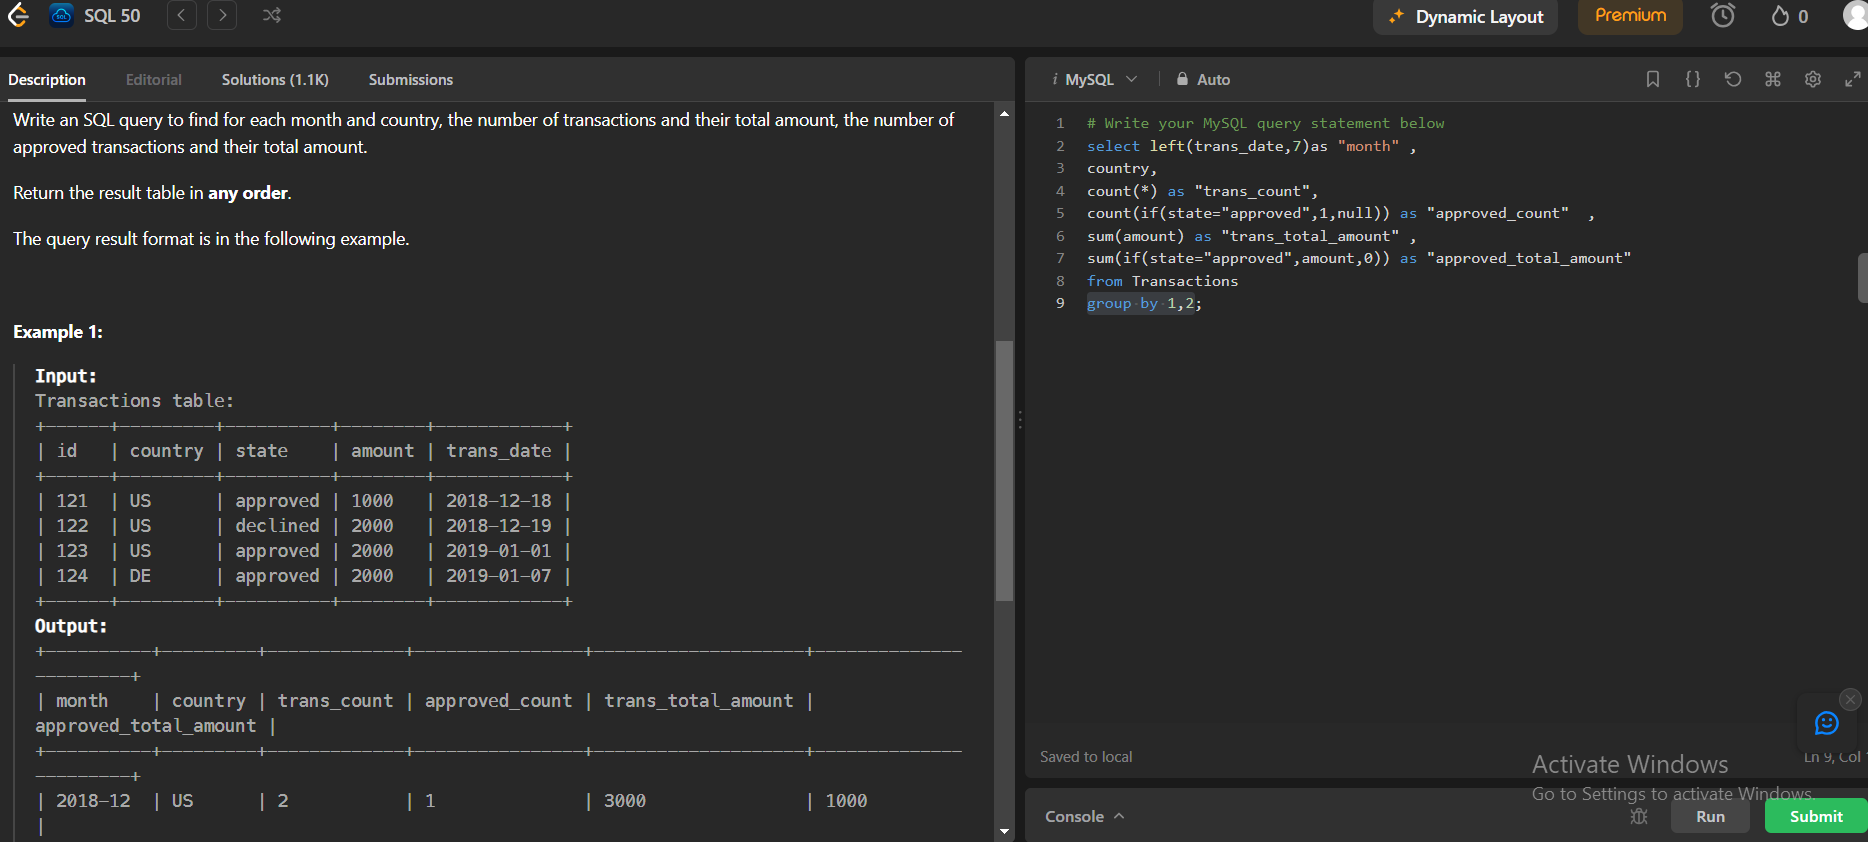 SQL 50
Dynamic Layout
Premium
0
Description
Editorial
Solutions (1.1K)
Submissions
Write an SQL query to find for each month and country, the number of transactions and their total amount, the number of
approved transactions and their total amount.
Return the result table in any order.
The query result format is in the following example.
Example 1:
Input:
Transactions table:
+------+---------+----------+--------+------------+
| id | country | state | amount | trans_date |
+------+---------+----------+--------+------------+
| 121 | US | approved | 1000 | 2018-12-18 |
| 122 | US | declined | 2000 | 2018-12-19 |
| 123 | US | approved | 2000 | 2019-01-01 |
| 124 | DE | approved | 2000 | 2019-01-07 |
+------+---------+----------+--------+------------+
Output:
+----------+---------+-------------+----------------+--------------------+--------------
---------+
| month | country | trans_count | approved_count | trans_total_amount |
approved_total_amount |
+----------+---------+-------------+----------------+--------------------+--------------
---------+
| 2018-12 | US | 2 | 1 | 3000 | 1000
|
i MySQL
Auto
1 # Write your MySQL query statement below
2 select left(trans_date,7)as "month" ,
3 country,
4 count(*) as "trans_count",
5 count(if(state="approved",1,null)) as "approved_count" ,
6 sum(amount) as "trans_total_amount" ,
7 sum(if(state="approved",amount,0)) as "approved_total_amount"
8 from Transactions
9 group by 1,2;
Saved to local
Ln 9, Col
Activate Windows
Go to Settings to activate Windows.
Console
Run
Submit